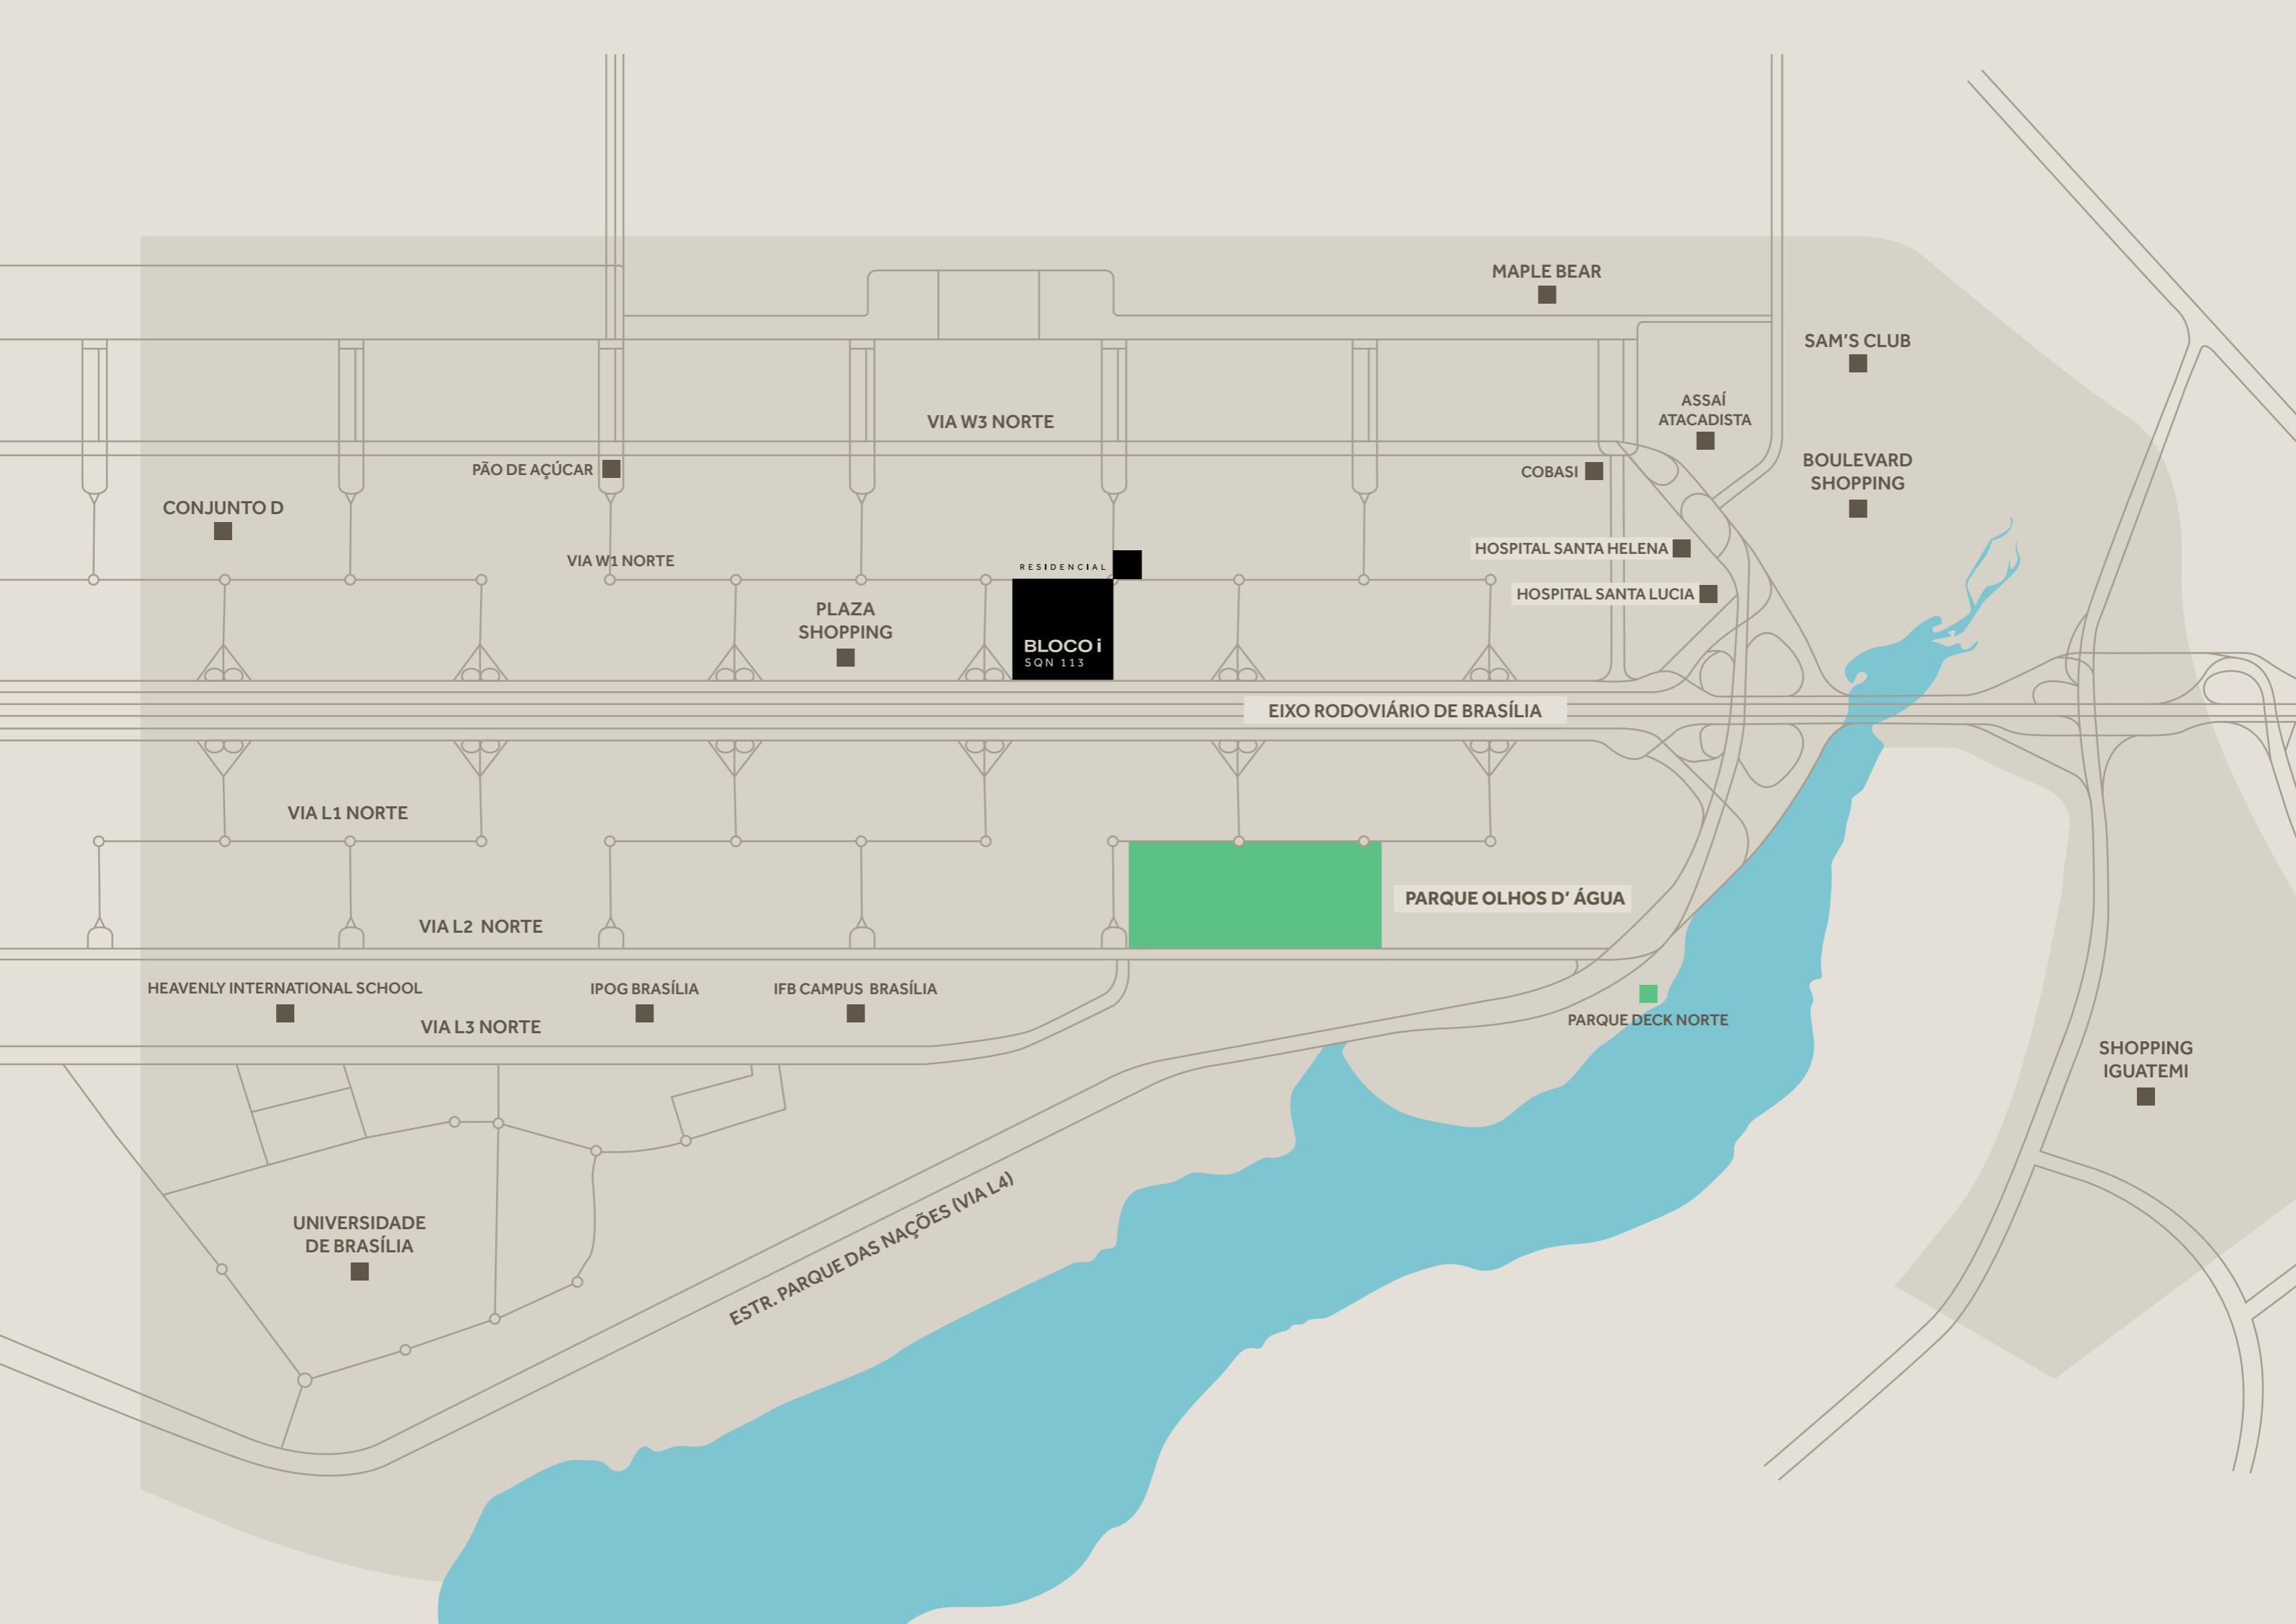 MAPLE BEAR
SAM'S CLUB
ASSAÍ
ATACADISTA
VIA W3 NORTE
BOULEVARD
SHOPPING
PÃO DE AÇÚCAR
COBASI
CONJUNTO D
HOSPITAL SANTA HELENA
VIA W1 NORTE
RESIDENCIAL
HOSPITAL SANTA LUCIA
PLAZA
SHOPPING
BLOCO i
SQN 113
EIXO RODOVIÁRIO DE BRASÍLIA
VIA L1 NORTE
PARQUE OLHOS D' ÁGUA
VIA L2 NORTE
HEAVENLY INTERNATIONAL SCHOOL
IPOG BRASÍLIA
IFB CAMPUS BRASÍLIA
VIA L3 NORTE
PARQUE DECK NORTE
SHOPPING
IGUATEMI
UNIVERSIDADE
DE BRASÍLIA
ESTR. PARQUE DAS NAÇÕES (VIA L4)